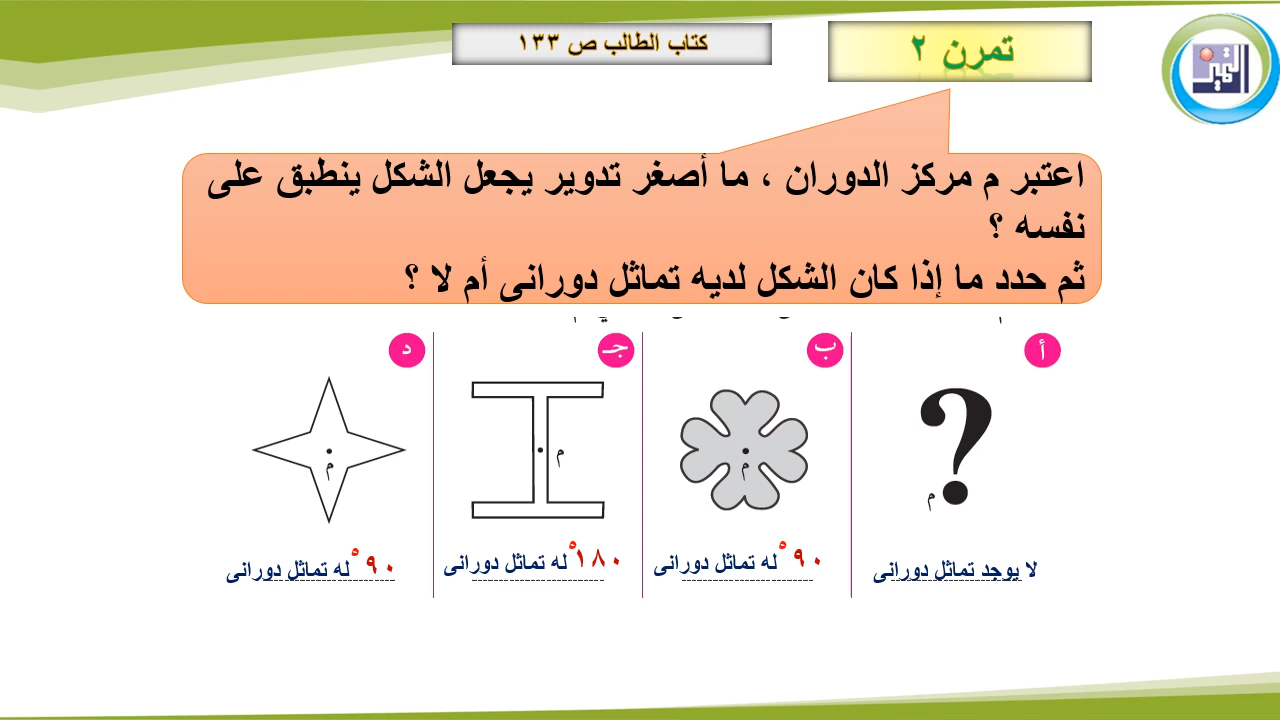 تمرن ٢
كتاب الطالب ص ١٣٣
التميز
اعتبر م مركز الدوران ، ما أصغر تدوير يجعل الشكل ينطبق على
نفسه ؟
ثم حدد ما إذا كان الشكل لديه تماثل دورانى أم لا ؟
أ
ب
جـ
د
؟
م
م
م
م
لا يوجد تماثل دورانى
٩٠° له تماثل دورانى
١٨٠° له تماثل دورانى
٩٠° له تماثل دورانى